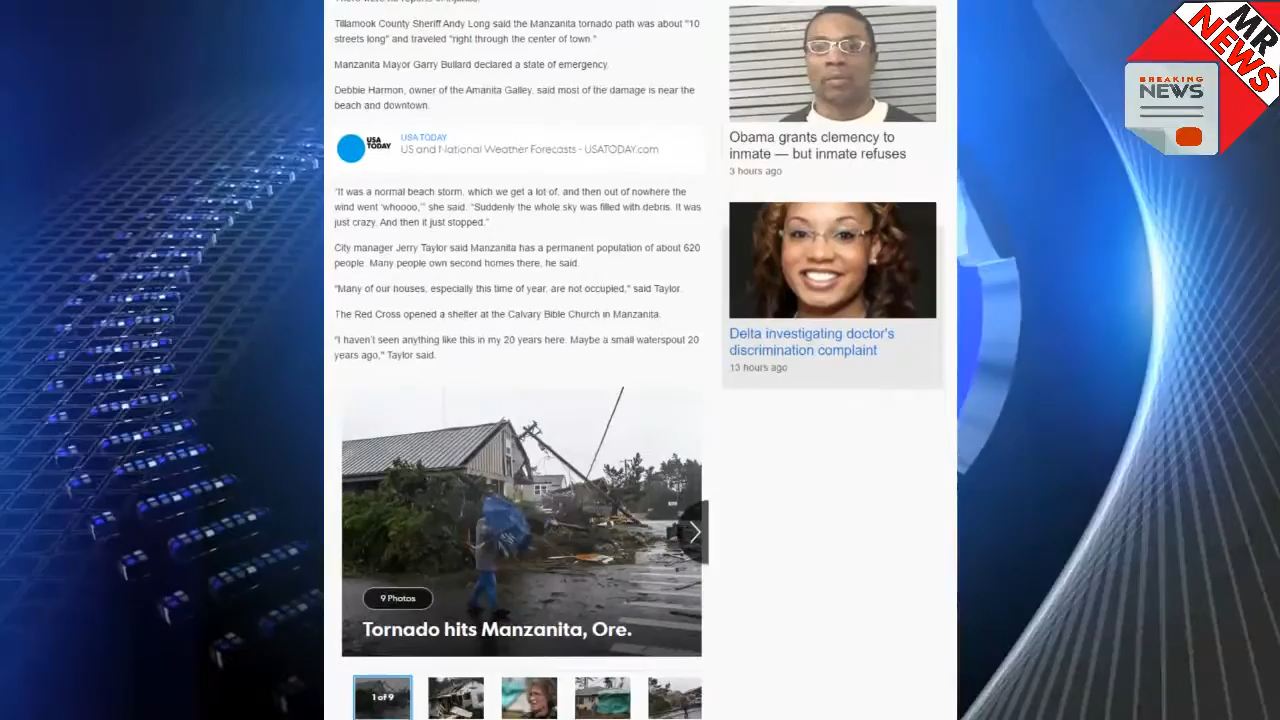 Tillamook County Sheriff Andy Long said the Manzanita tornado path was about "10
streets long" and traveled "right through the center of town."
Manzanita Mayor Garry Bullard declared a state of emergency.
Debbie Harmon, owner of the Amanita Galley, said most of the damage is near the
beach and downtown.
USA
TODAY
USA TODAY
US and National Weather Forecasts - USATODAY.com
"It was a normal beach storm, which we get a lot of, and then out of nowhere the
wind went 'whoooo,'" she said. "Suddenly the whole sky was filled with debris. It was
just crazy. And then it just stopped."
City manager Jerry Taylor said Manzanita has a permanent population of about 620
people. Many people own second homes there, he said.
"Many of our houses, especially this time of year, are not occupied," said Taylor.
The Red Cross opened a shelter at the Calvary Bible Church in Manzanita.
"I haven't seen anything like this in my 20 years here. Maybe a small waterspout 20
years ago," Taylor said.
9 Photos
Tornado hits Manzanita, Ore.
1 of 9
Obama grants clemency to
inmate — but inmate refuses
3 hours ago
Delta investigating doctor's
discrimination complaint
13 hours ago
MR
NEWS
BREAKING
NEWS